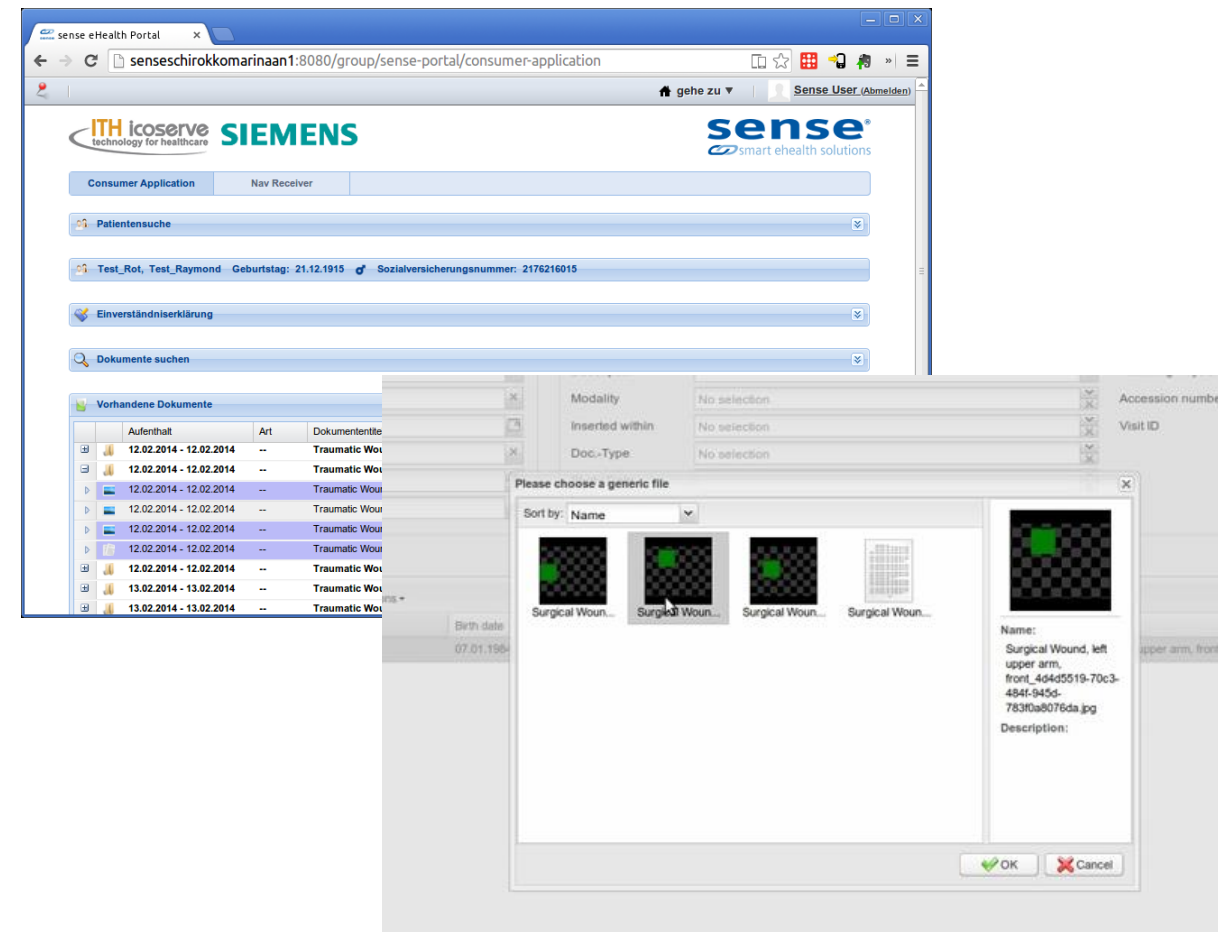 sense eHealth Portal
senseschirokkomarinaan1:8080/group/sense-portal/consumer-application
gehe zu ▼ Sense User (Abmelden)
ITH icoserve
technology for healthcare
SIEMENS
sense®
smart ehealth solutions
Consumer Application Nav Receiver
Patientensuche
Test_Rot, Test_Raymond Geburtstag: 21.12.1915 ♂ Sozialversicherungsnummer: 2176216015
Einverständniserklärung
Dokumente suchen
Vorhandene Dokumente
Aufenthalt Art Dokumententite
12.02.2014 - 12.02.2014 -- Traumatic Wou
12.02.2014 - 12.02.2014 -- Traumatic Wou
12.02.2014 - 12.02.2014 -- Traumatic Wour
12.02.2014 - 12.02.2014 -- Traumatic Wour
12.02.2014 - 12.02.2014 -- Traumatic Wour
12.02.2014 - 12.02.2014 -- Traumatic Wour
12.02.2014 - 12.02.2014 -- Traumatic Wou
13.02.2014 - 13.02.2014 -- Traumatic Wou
13.02.2014 - 13.02.2014 -- Traumatic Wou
Modality No selection Accession numbe
Inserted within No selection Visit ID
Doc.-Type No selection
Please choose a generic file
Sort by: Name
Surgical Woun... Surgical Woun... Surgical Woun... Surgical Woun...
Name:
Surgical Wound, left
upper arm,
front_4d4d5519-70c3-
484f-945d-
783f0a8076da.jpg
Description:
OK Cancel
ns
Birth date
07.01.198
upper arm, front